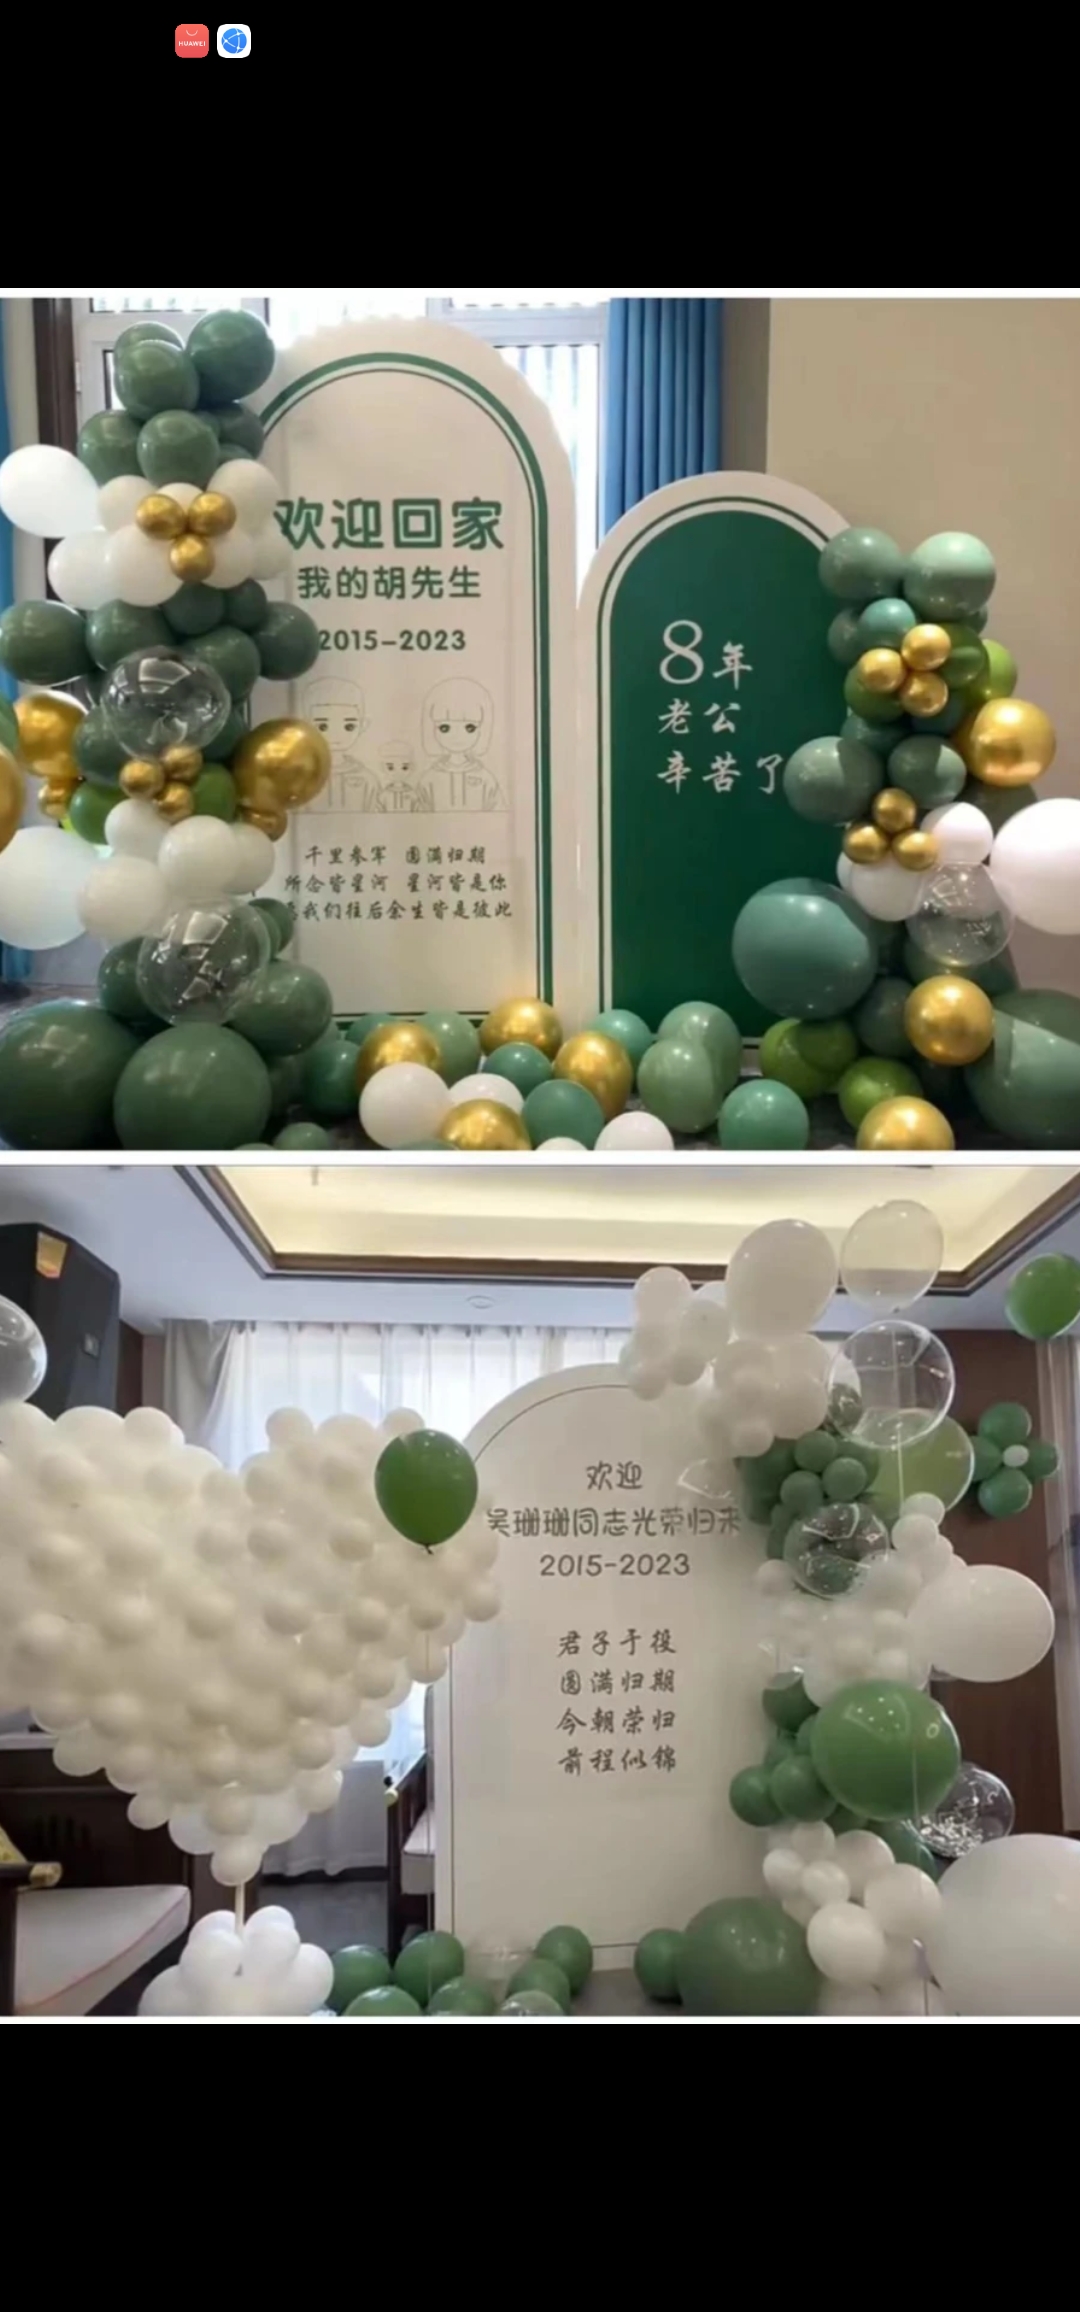 HUAWEI
欢迎回家
我的胡先生
2015-2023
千里参军 圆满归期
所念皆星河 星河皆是你
我们往后余生皆是彼此
8年
老公
辛苦了
欢迎
吴珊珊同志光荣归来
2015-2023
君子于役
圆满归期
今朝荣归
前程似锦